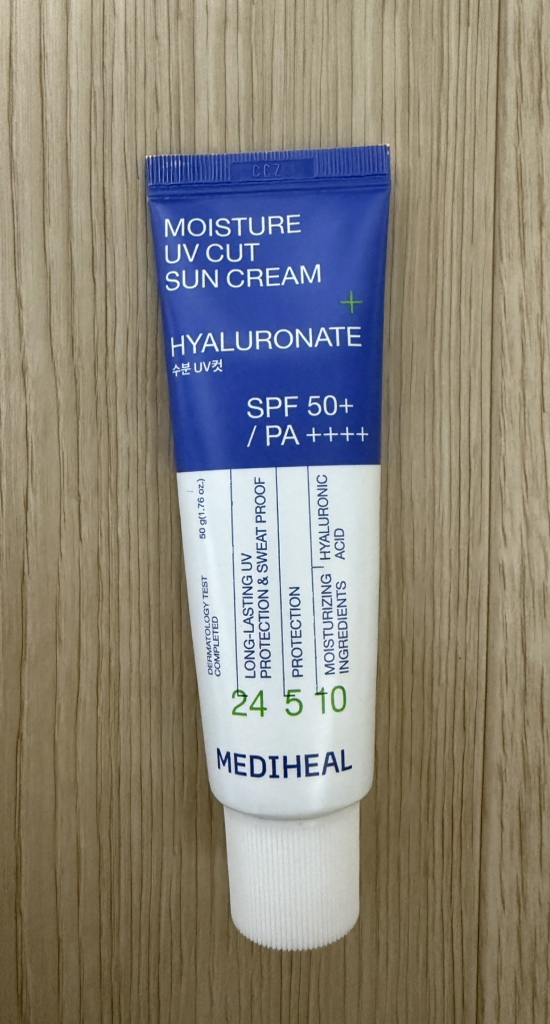 MOISTURE
UV CUT
SUN CREAM
+
HYALURONATE
수분 UV컷
SPF 50+
/ PA ++++
50 g(1.76 oz.)
DERMATOLOGY TEST
COMPLETED
LONG-LASTING UV
PROTECTION & SWEAT PROOF
24
PROTECTION
5
MOISTURIZING
INGREDIENTS
HYALURONIC
ACID
10
MEDIHEAL